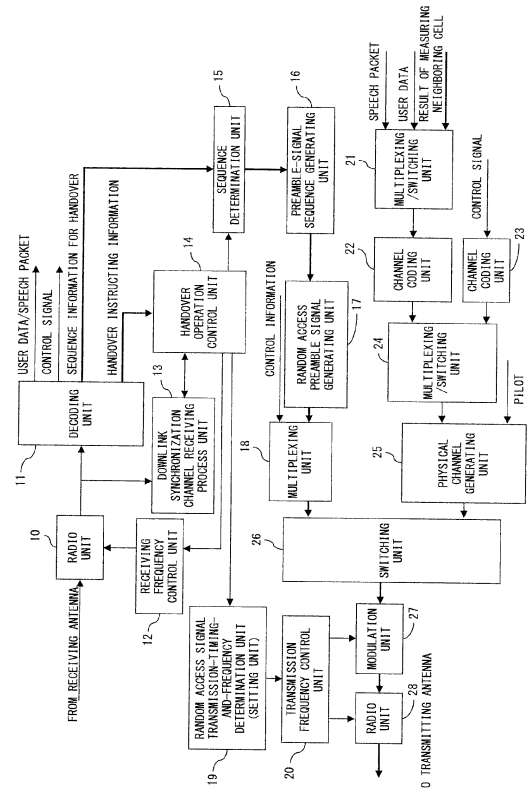 FROM RECEIVING ANTENNA
10
RADIO
UNIT
11
DECODING
UNIT
USER DATA/SPEECH PACKET
CONTROL SIGNAL
SEQUENCE INFORMATION FOR HANDOVER
HANDOVER INSTRUCTING INFORMATION
12
RECEIVING
FREQUENCY
CONTROL UNIT
13
DOWNLINK
SYNCHRONIZATION
CHANNEL RECEIVING
PROCESS UNIT
14
HANDOVER
OPERATION
CONTROL UNIT
15
SEQUENCE
DETERMINATION UNIT
19
RANDOM ACCESS SIGNAL
TRANSMISSION-TIMING-
AND-FREQUENCY
DETERMINATION UNIT
(SETTING UNIT)
CONTROL INFORMATION
16
PREAMBLE-SIGNAL
SEQUENCE GENERATING
UNIT
17
RANDOM ACCESS
PREAMBLE SIGNAL
GENERATING UNIT
18
MULTIPLEXING
UNIT
20
TRANSMISSION
FREQUENCY CONTROL
UNIT
26
SWITCHING
UNIT
27
MODULATION
UNIT
28
RADIO
UNIT
O TRANSMITTING ANTENNA
25
PHYSICAL
CHANNEL
GENERATING
UNIT
PILOT
24
MULTIPLEXING
/SWITCHING
UNIT
22
CHANNEL
CODING
UNIT
23
CHANNEL
CODING
UNIT
CONTROL SIGNAL
21
MULTIPLEXING
/SWITCHING
UNIT
SPEECH PACKET
USER DATA
RESULT OF MEASURING
NEIGHBORING CELL